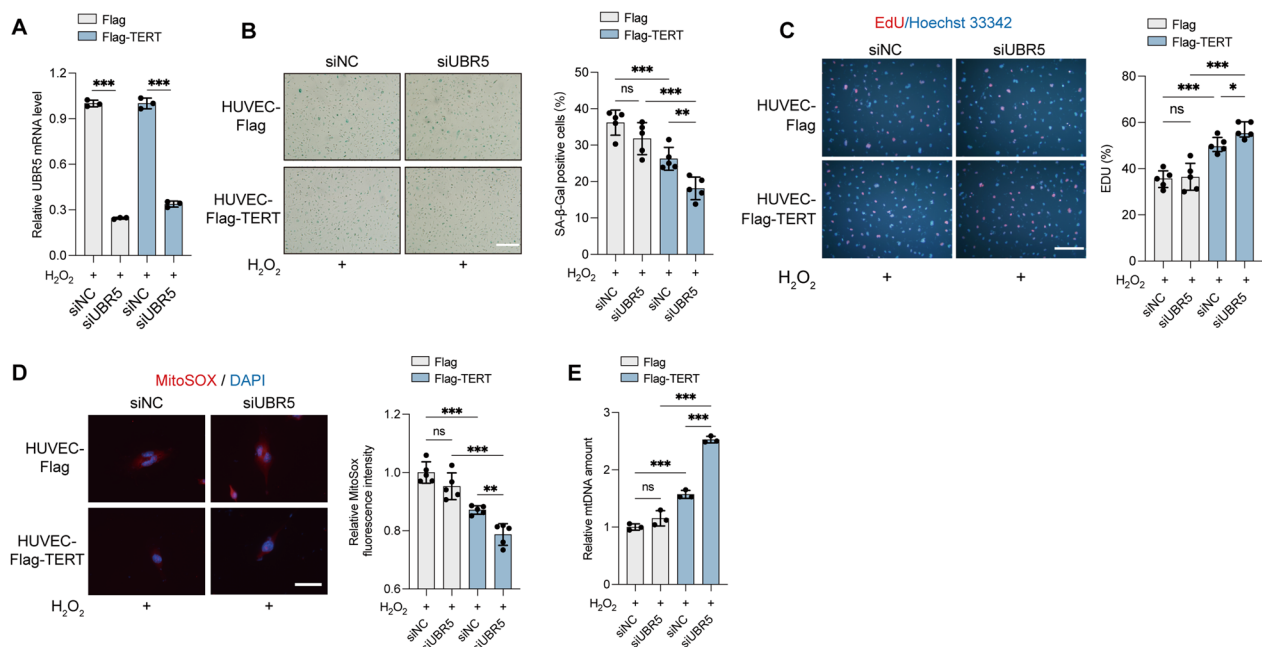 A
Flag
Flag-TERT
Relative UBR5 mRNA level
1.2
0.9
0.6
0.3
0.0
***
***
H2O2 + + + +
siNC
siUBR5
siNC
siUBR5
B
siNC siUBR5
HUVEC-
Flag
HUVEC-
Flag-TERT
H2O2 + +
SA-β-Gal positive cells (%)
50
40
30
20
10
0
***
ns
***
**
H2O2 + + + +
siNC
siUBR5
siNC
siUBR5
C
EdU/Hoechst 33342
siNC siUBR5
HUVEC-
Flag
HUVEC-
Flag-TERT
H2O2 + +
Flag
Flag-TERT
EDU (%)
80
60
40
20
0
***
***
ns
*
H2O2 + + + +
siNC
siUBR5
siNC
siUBR5
D
MitoSOX / DAPI
siNC siUBR5
HUVEC-
Flag
HUVEC-
Flag-TERT
H2O2 + +
Flag
Flag-TERT
Relative MitoSox
fluorescence intensity
1.2
1.0
0.8
0.6
***
ns
***
**
H2O2 + + + +
siNC
siUBR5
siNC
siUBR5
E
Flag
Flag-TERT
Relative mtDNA amount
3
2
1
0
***
***
***
ns
H2O2 + + + +
siNC
siUBR5
siNC
siUBR5